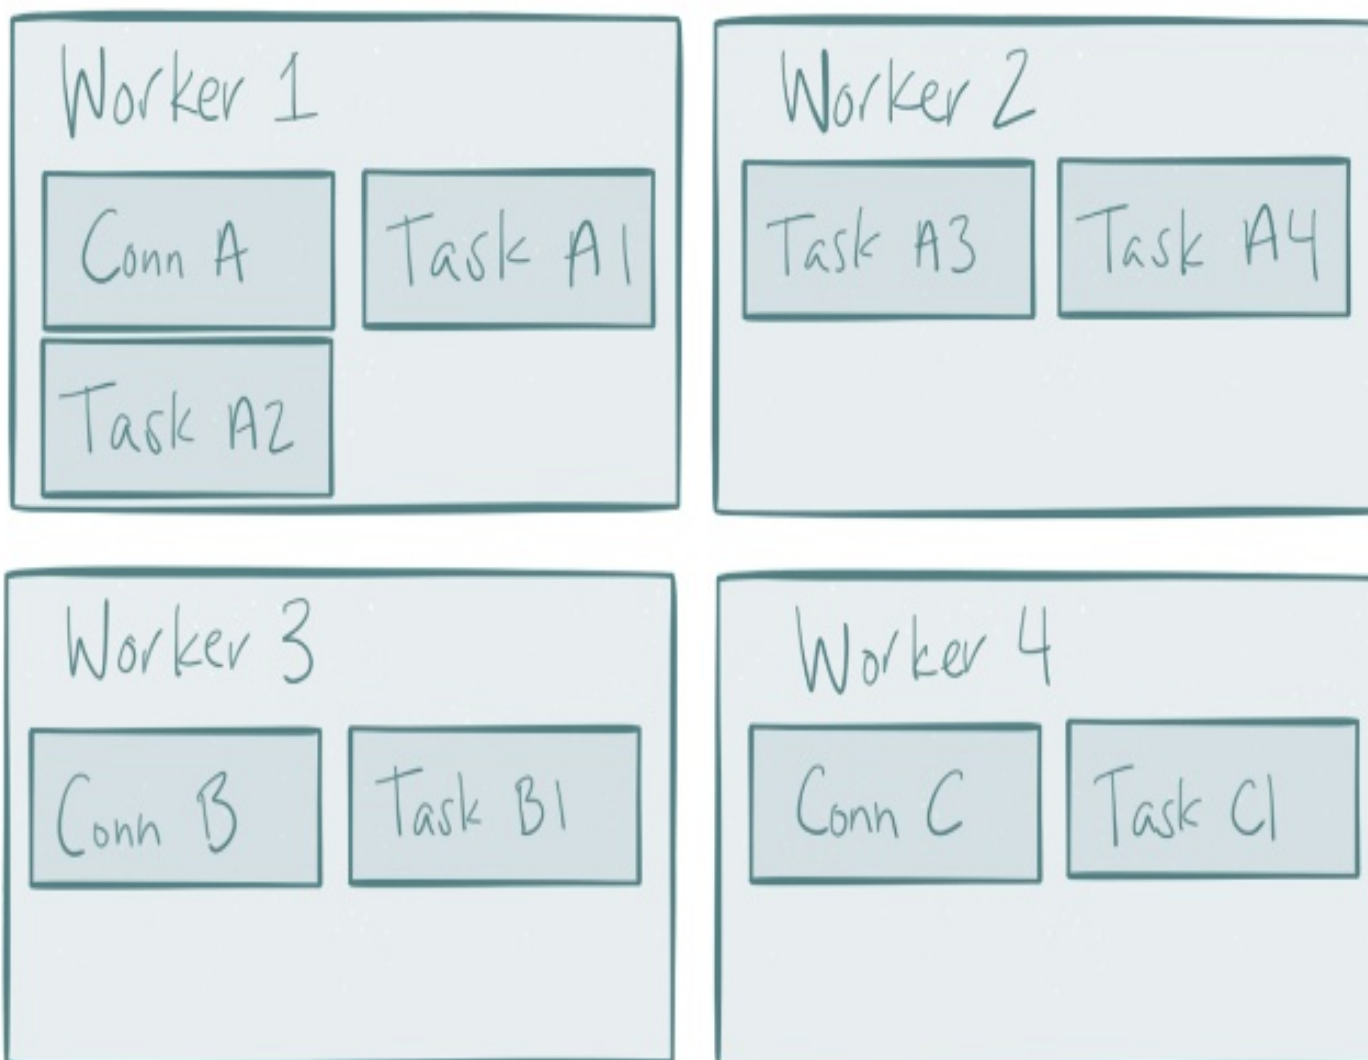 Worker 1
Conn A
Task A1
Task A2
Worker 2
Task A3
Task A4
Worker 3
Conn B
Task B1
Worker 4
Conn C
Task C1